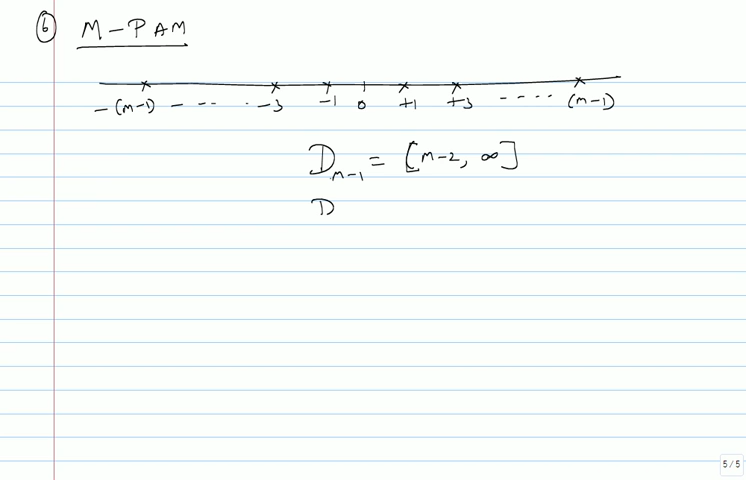 ⑥ M-PAM
-(M-1) - - - - - -3 -1 0 +1 +3 - - - - (M-1)
D_{M-1} = [M-2, ∞]
D
5/5